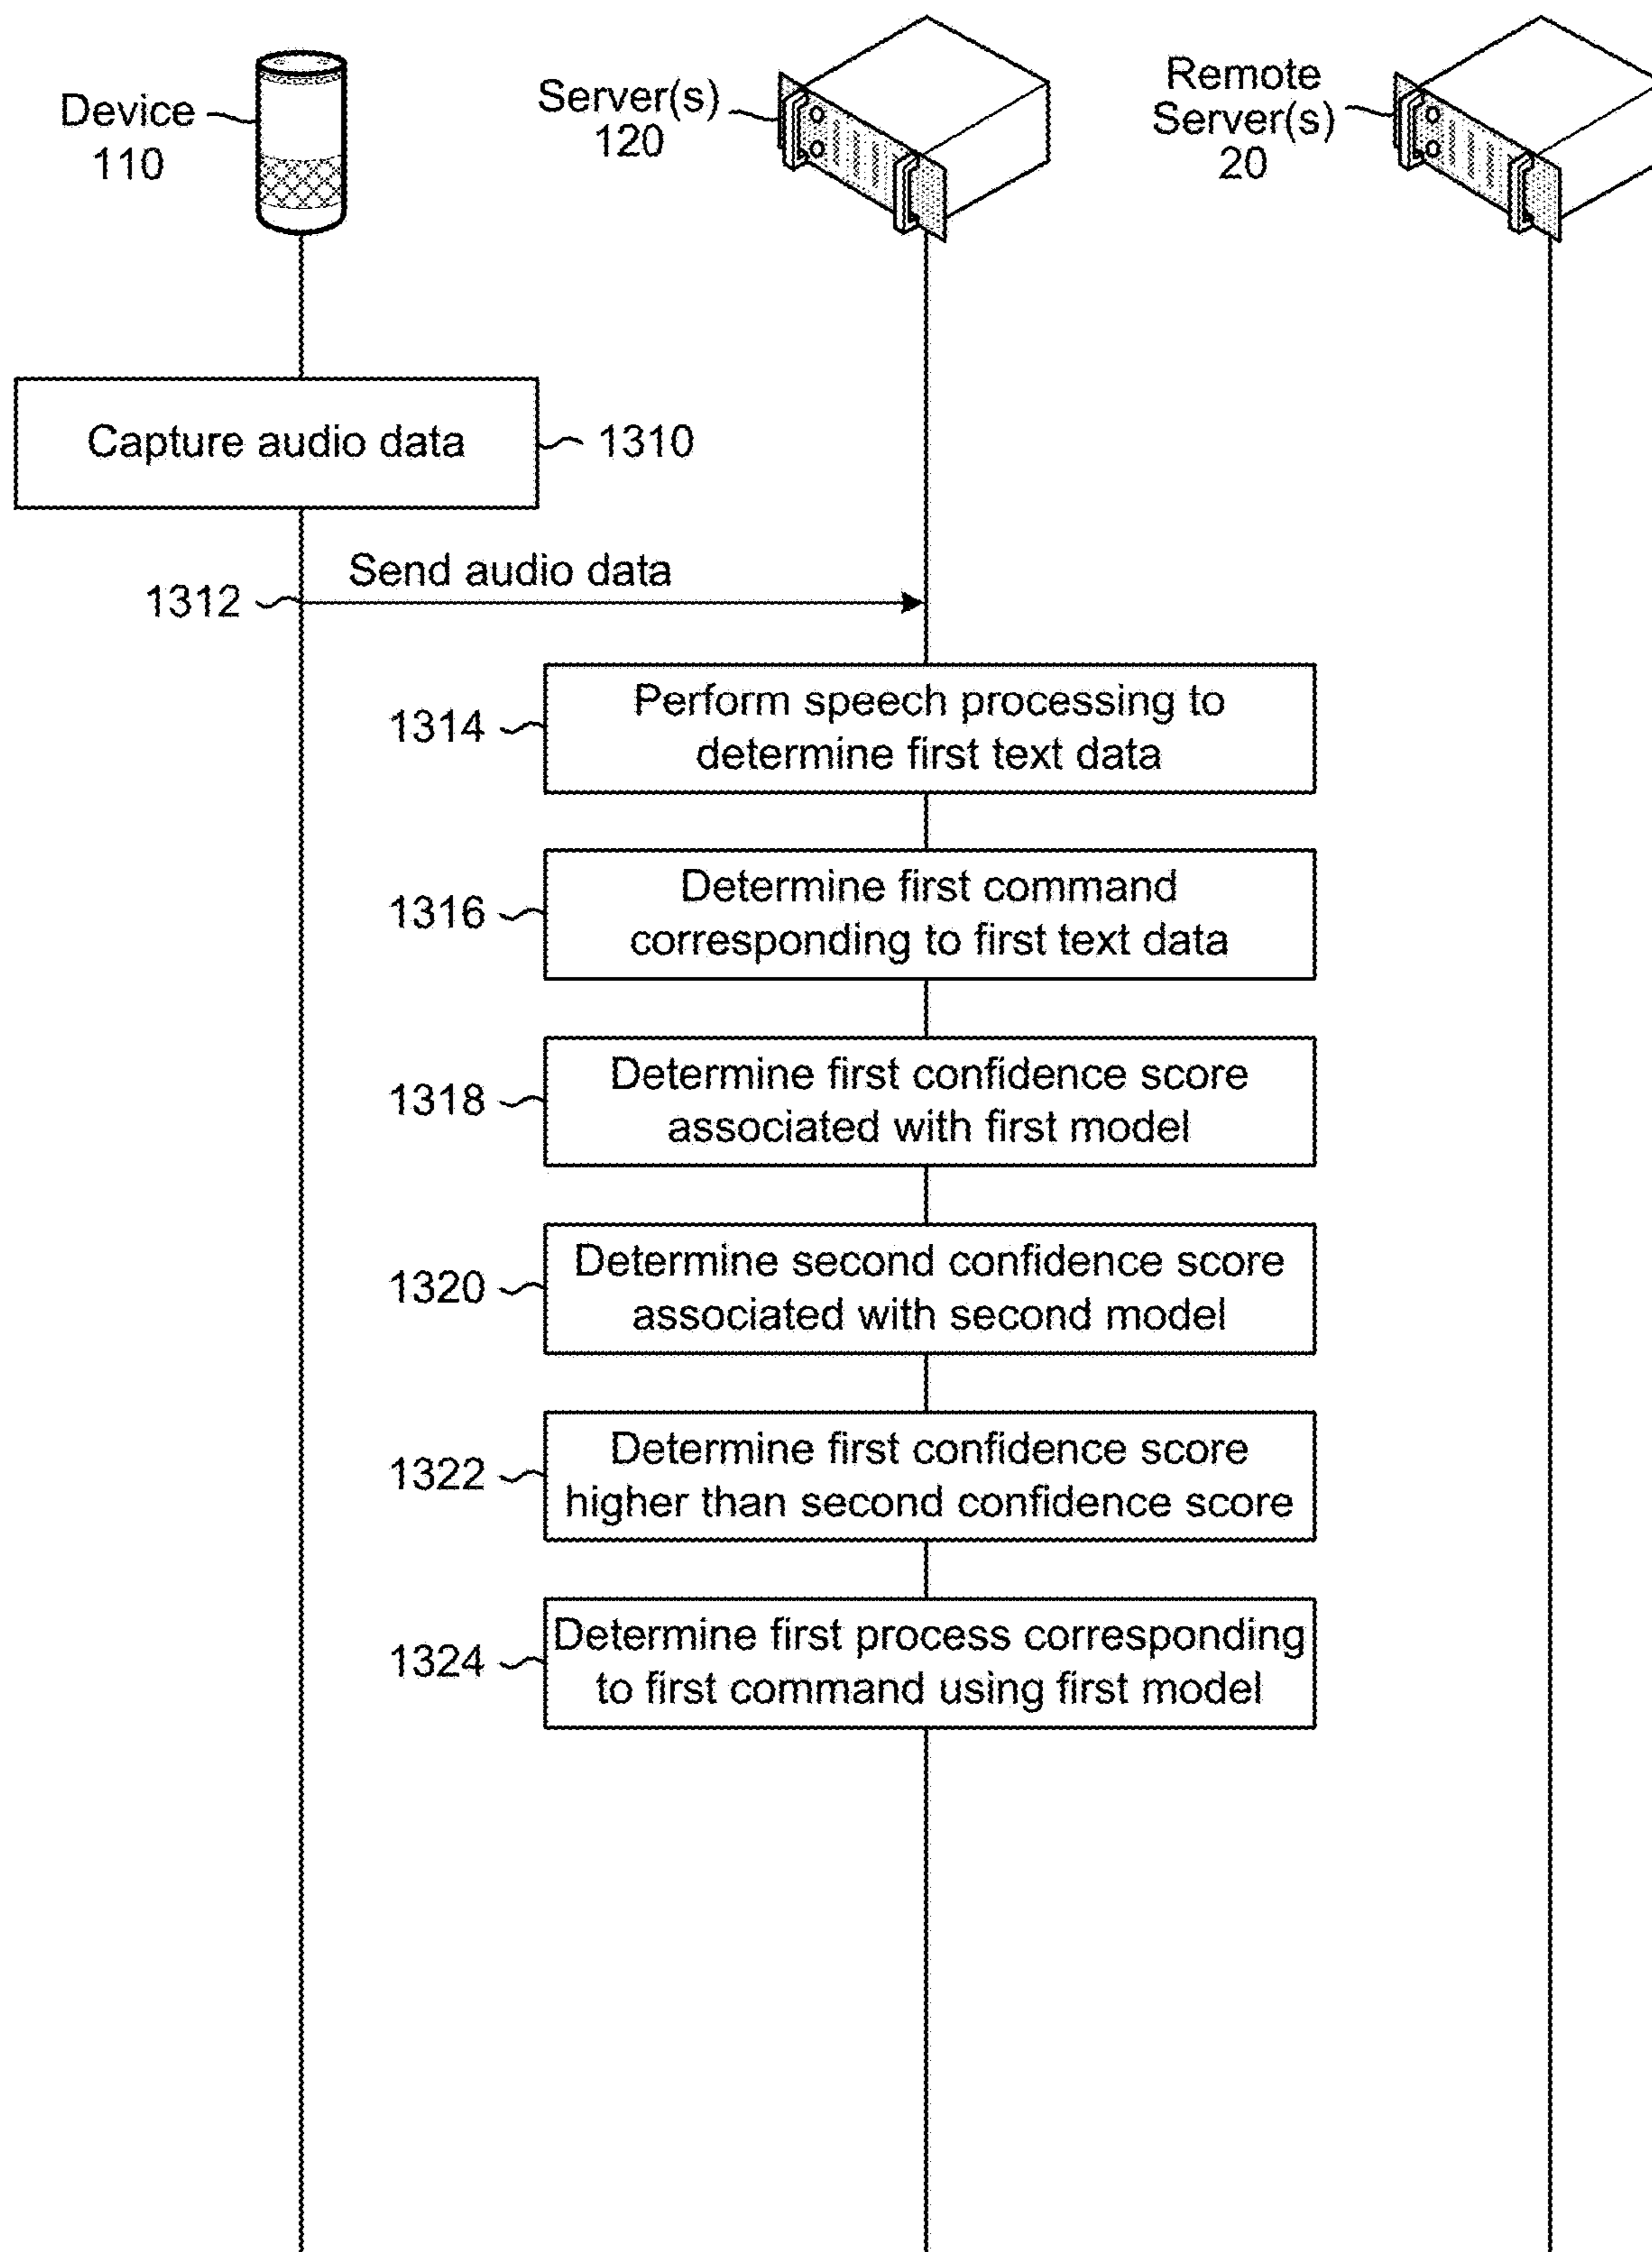 Device
110
Server(s)
120
Remote
Server(s)
20
Capture audio data
1310
Send audio data
1312
1314
Perform speech processing to
determine first text data
1316
Determine first command
corresponding to first text data
1318
Determine first confidence score
associated with first model
1320
Determine second confidence score
associated with second model
1322
Determine first confidence score
higher than second confidence score
1324
Determine first process corresponding
to first command using first model